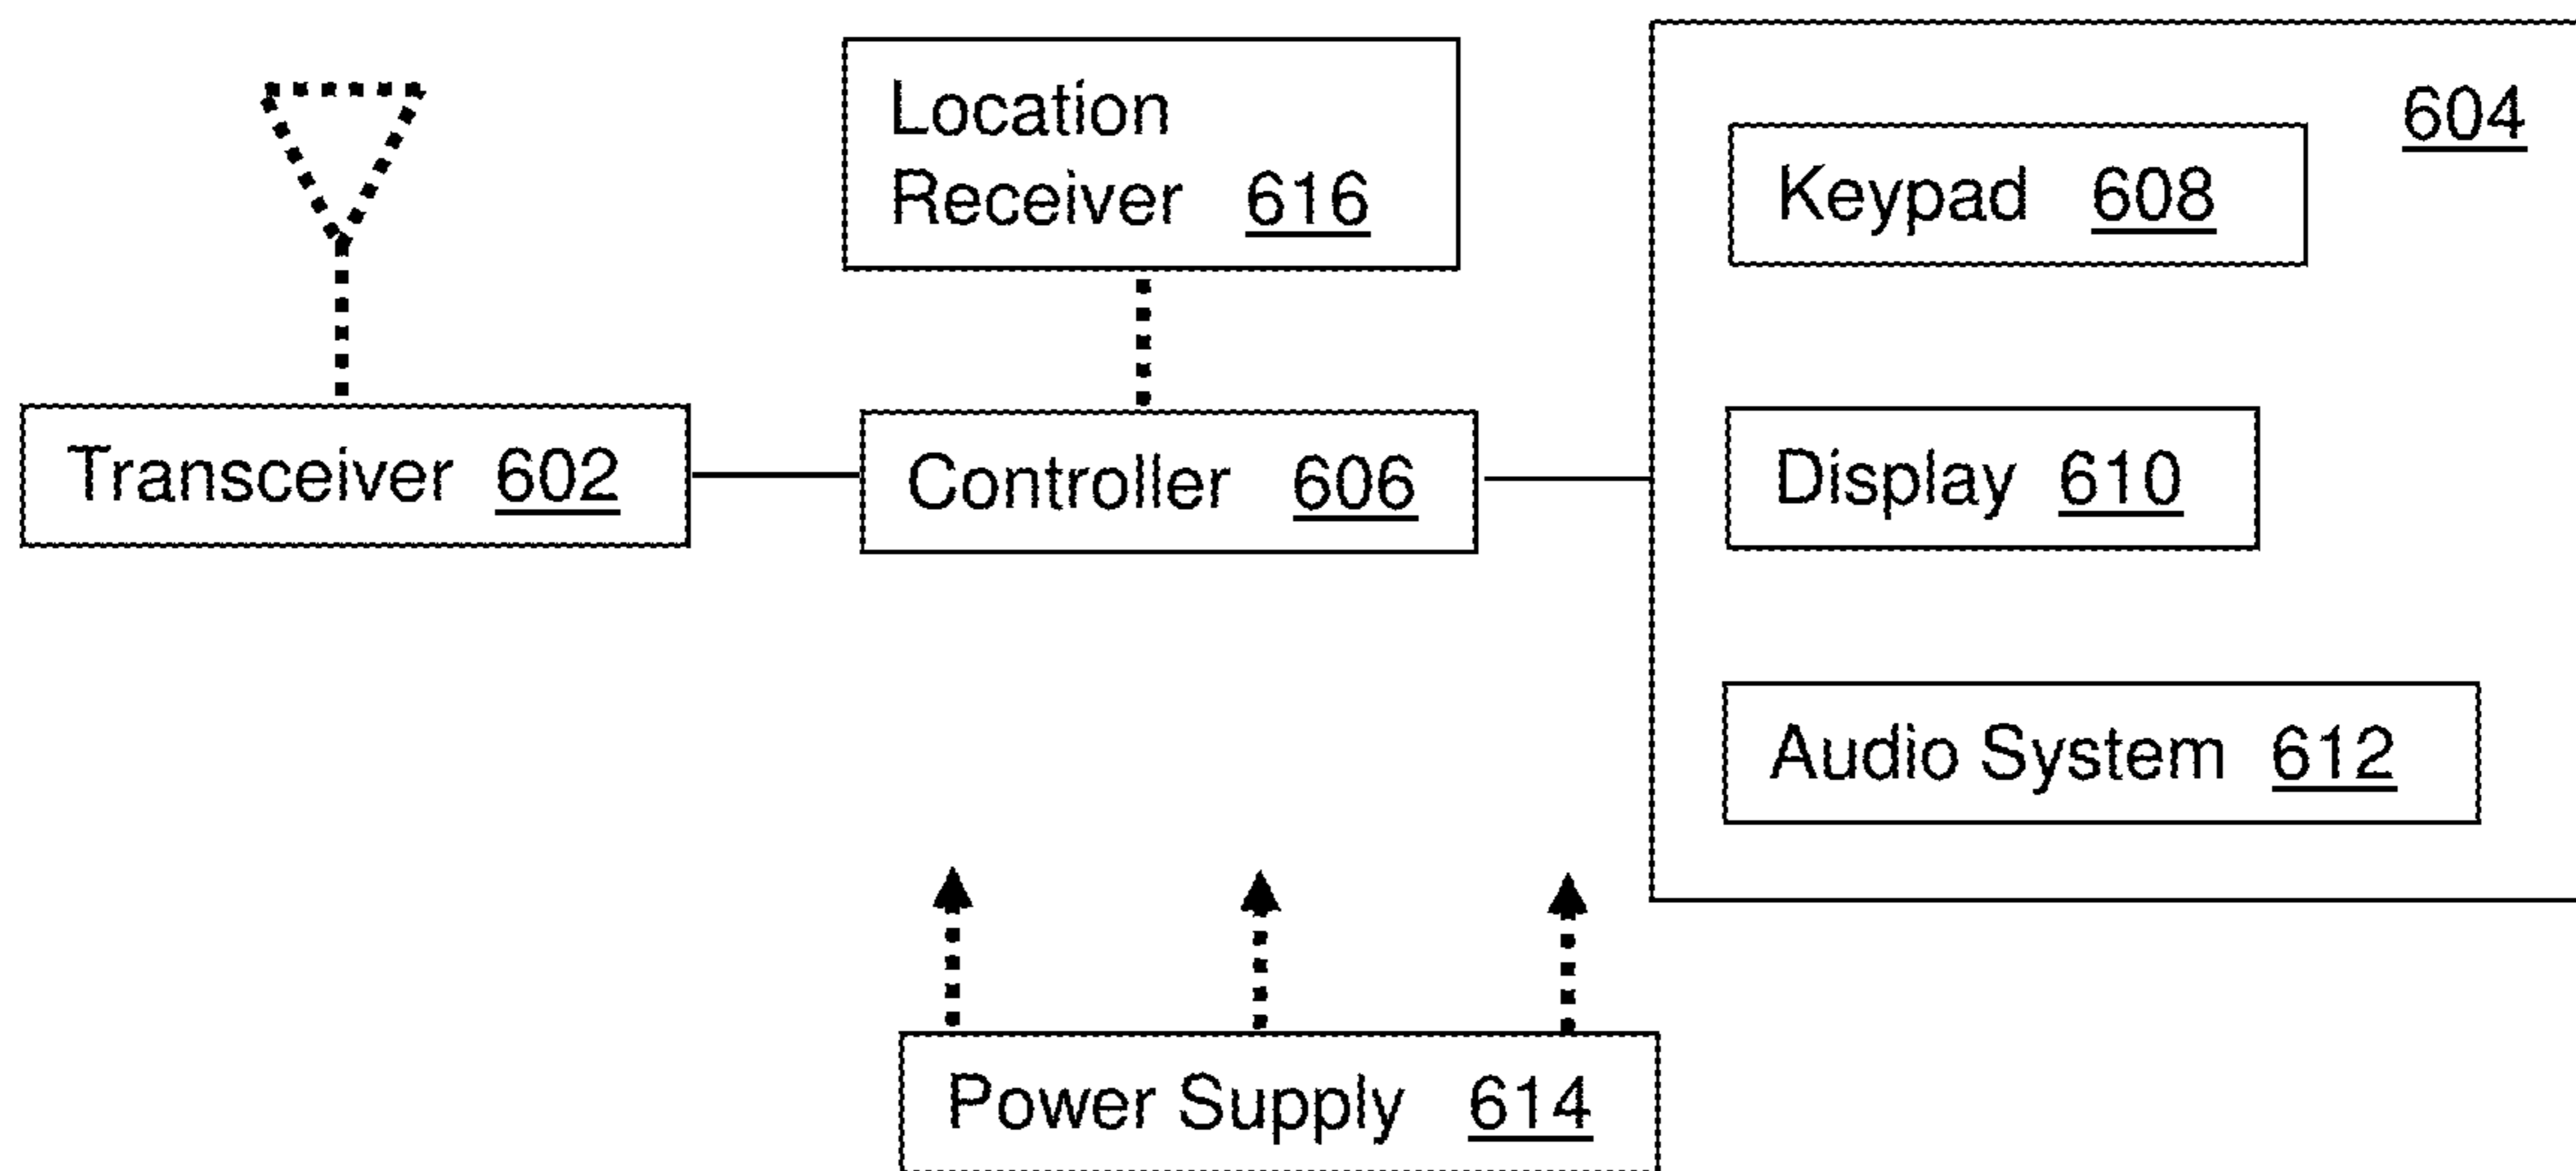 Location
Receiver 616
604
Keypad 608
Transceiver 602
Controller 606
Display 610
Audio System 612
Power Supply 614